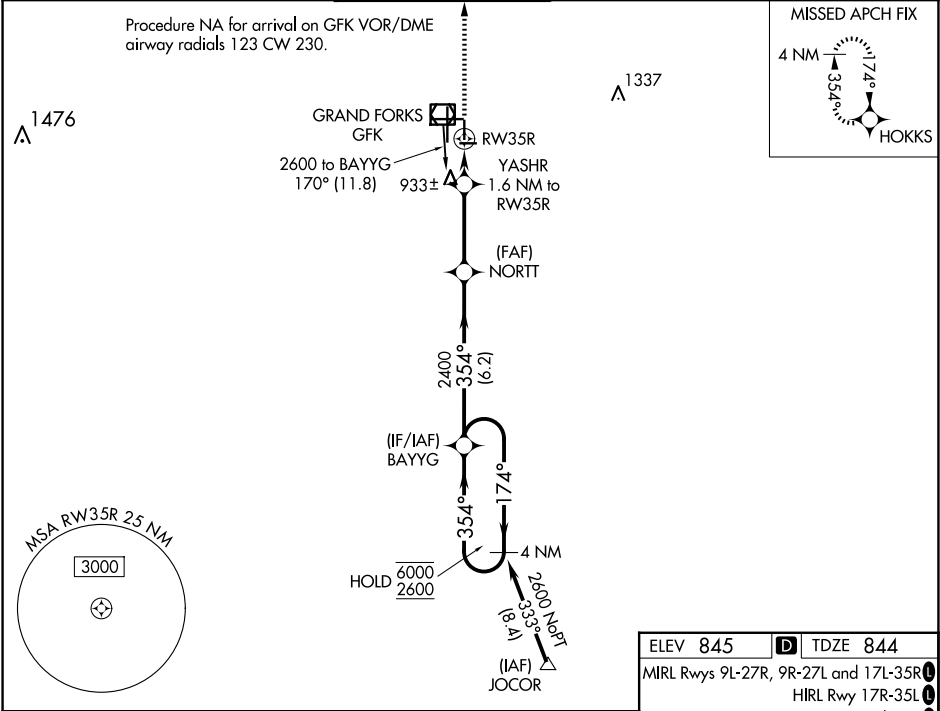 Procedure NA for arrival on GFK VOR/DME
airway radials 123 CW 230.
MISSED APCH FIX
4 NM
174°
354°
HOKKS
1337
1476
GRAND FORKS
GFK
RW35R
2600 to BAYYG
170° (11.8)
933±
YASHR
1.6 NM to
RW35R
(FAF)
NORTT
2400
354°
(6.2)
(IF/IAF)
BAYYG
354°
174°
4 NM
HOLD 6000
2600
2600 NoPT
333°
(8.4)
(IAF)
JOCOR
MSA RW35R 25 NM
3000
ELEV 845 D TDZE 844
MIRL Rwys 9L-27R, 9R-27L and 17L-35R L
HIRL Rwy 17R-35L L